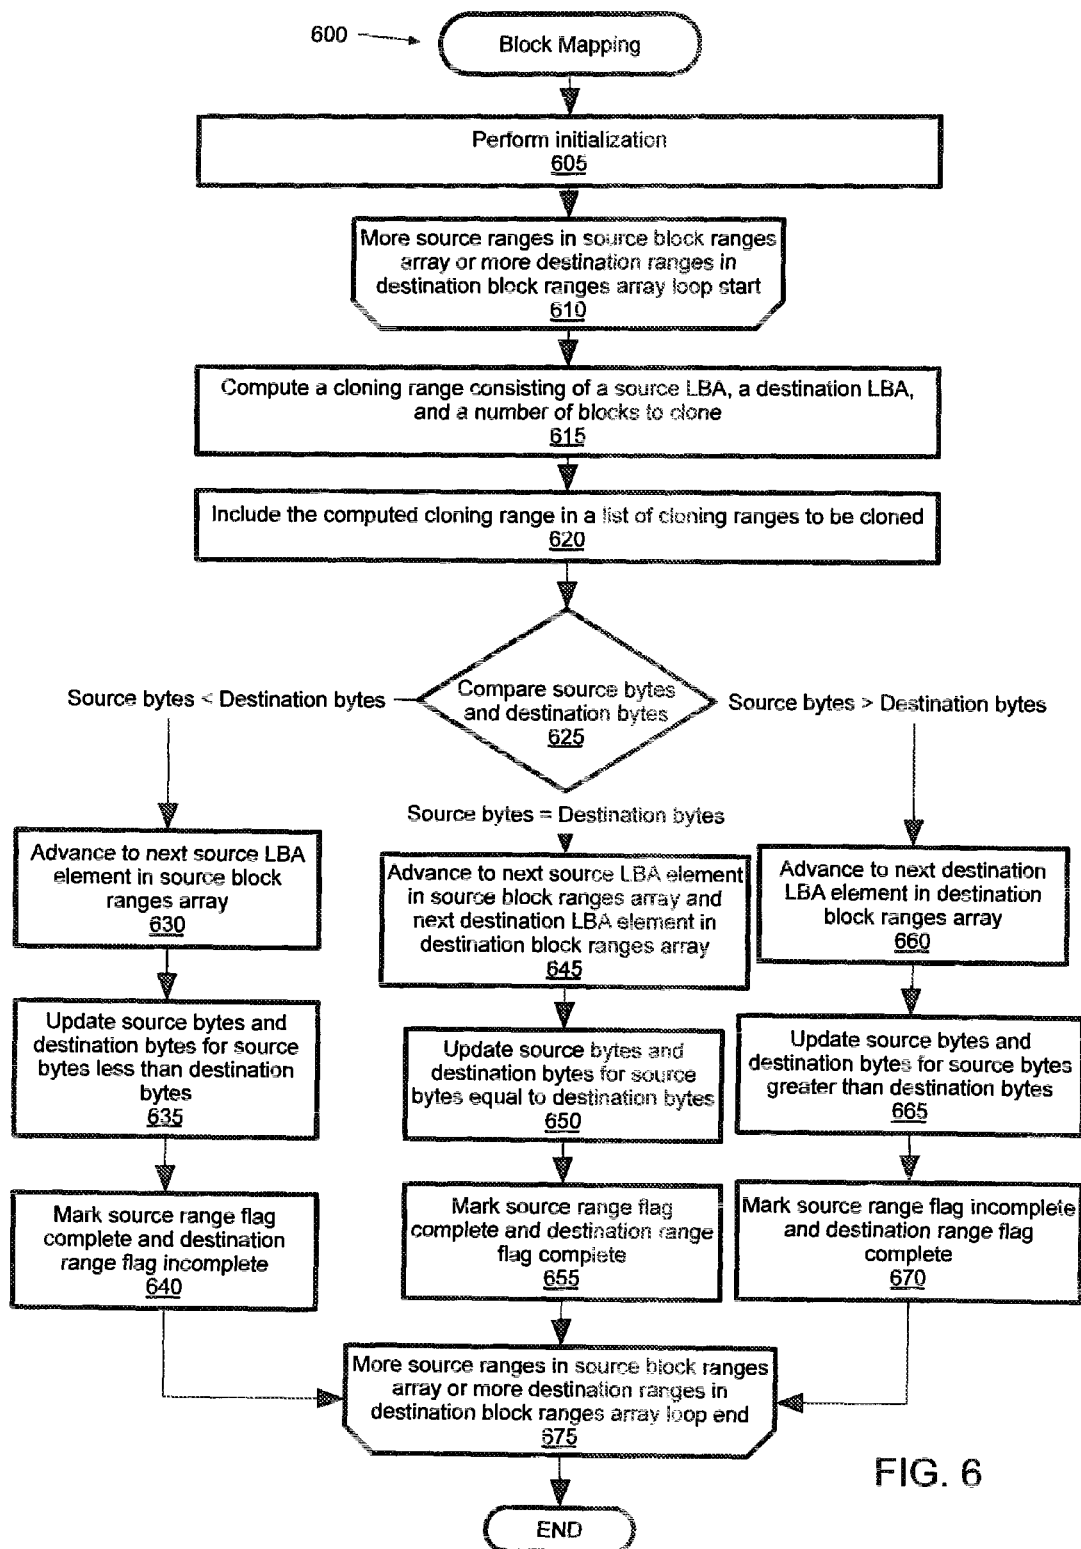 600
Block Mapping
Perform initialization
605
More source ranges in source block ranges
array or more destination ranges in
destination block ranges array loop start
610
Compute a cloning range consisting of a source LBA, a destination LBA,
and a number of blocks to clone
615
Include the computed cloning range in a list of cloning ranges to be cloned
620
Compare source bytes
and destination bytes
625
Source bytes < Destination bytes
Advance to next source LBA
element in source block
ranges array
630
Update source bytes and
destination bytes for source
bytes less than destination
bytes
635
Mark source range flag
complete and destination
range flag incomplete
640
Source bytes = Destination bytes
Advance to next source LBA element
in source block ranges array and
next destination LBA element in
destination block ranges array
645
Update source bytes and
destination bytes for source
bytes equal to destination bytes
650
Mark source range flag
complete and destination range
flag complete
655
Source bytes > Destination bytes
Advance to next destination
LBA element in destination
block ranges array
660
Update source bytes and
destination bytes for source bytes
greater than destination bytes
665
Mark source range flag incomplete
and destination range flag
complete
670
More source ranges in source block ranges
array or more destination ranges in
destination block ranges array loop end
675
END
FIG. 6